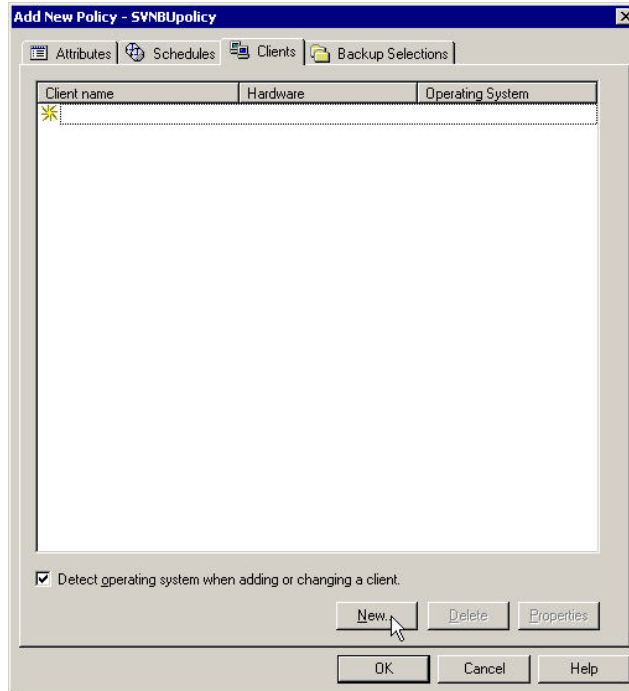 Add New Policy - SVNBUpolicy
Attributes Schedules Clients Backup Selections
Client name Hardware Operating System
Detect operating system when adding or changing a client.
New... Delete Properties
OK Cancel Help